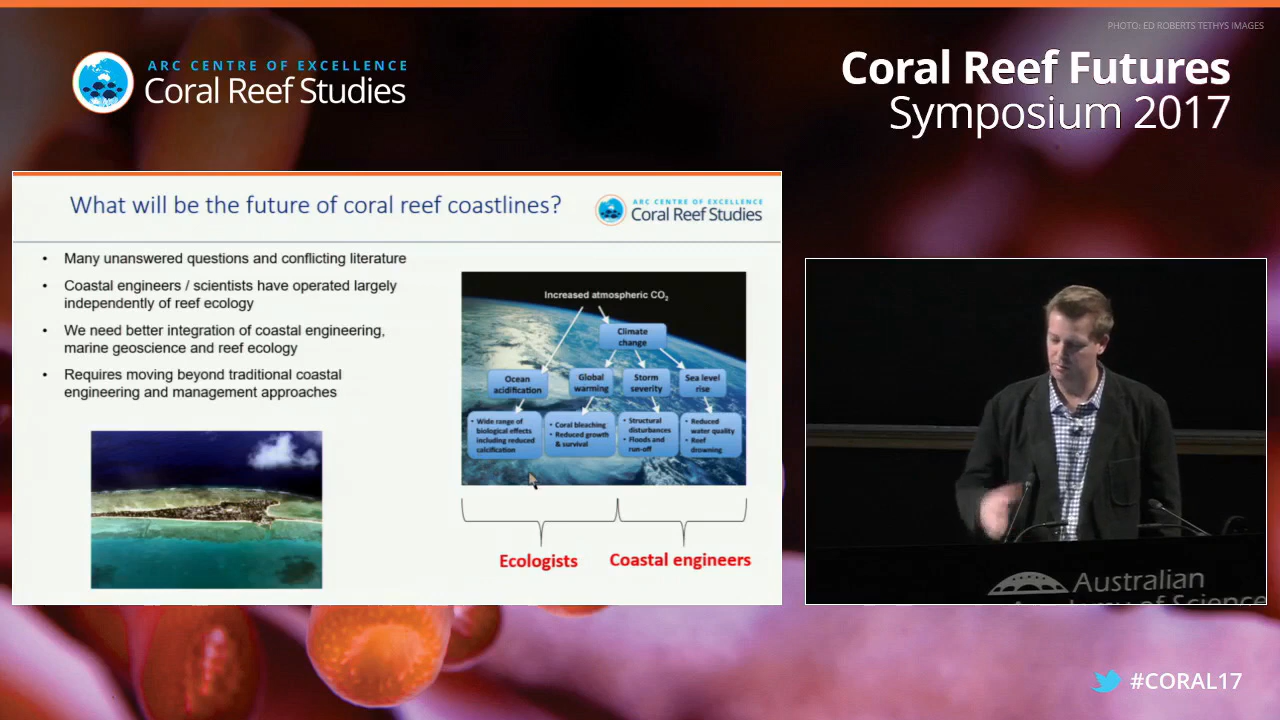 PHOTO: ED ROBERTS TETHYS IMAGES
ARC CENTRE OF EXCELLENCE
Coral Reef Studies
Coral Reef Futures
Symposium 2017
What will be the future of coral reef coastlines?
ARC CENTRE OF EXCELLENCE
Coral Reef Studies
• Many unanswered questions and conflicting literature
• Coastal engineers / scientists have operated largely
independently of reef ecology
• We need better integration of coastal engineering,
marine geoscience and reef ecology
• Requires moving beyond traditional coastal
engineering and management approaches
Increased atmospheric CO₂
Climate
change
Ocean
acidification
Global
warming
Storm
severity
Sea level
rise
• Wide range of
biological effects
including reduced
calcification
• Coral bleaching
• Reduced growth
& survival
• Structural
disturbances
• Floods and
run-off
• Reduced
water quality
• Reef
drowning
Ecologists
Coastal engineers
Australian
Academy of Science
#CORAL17